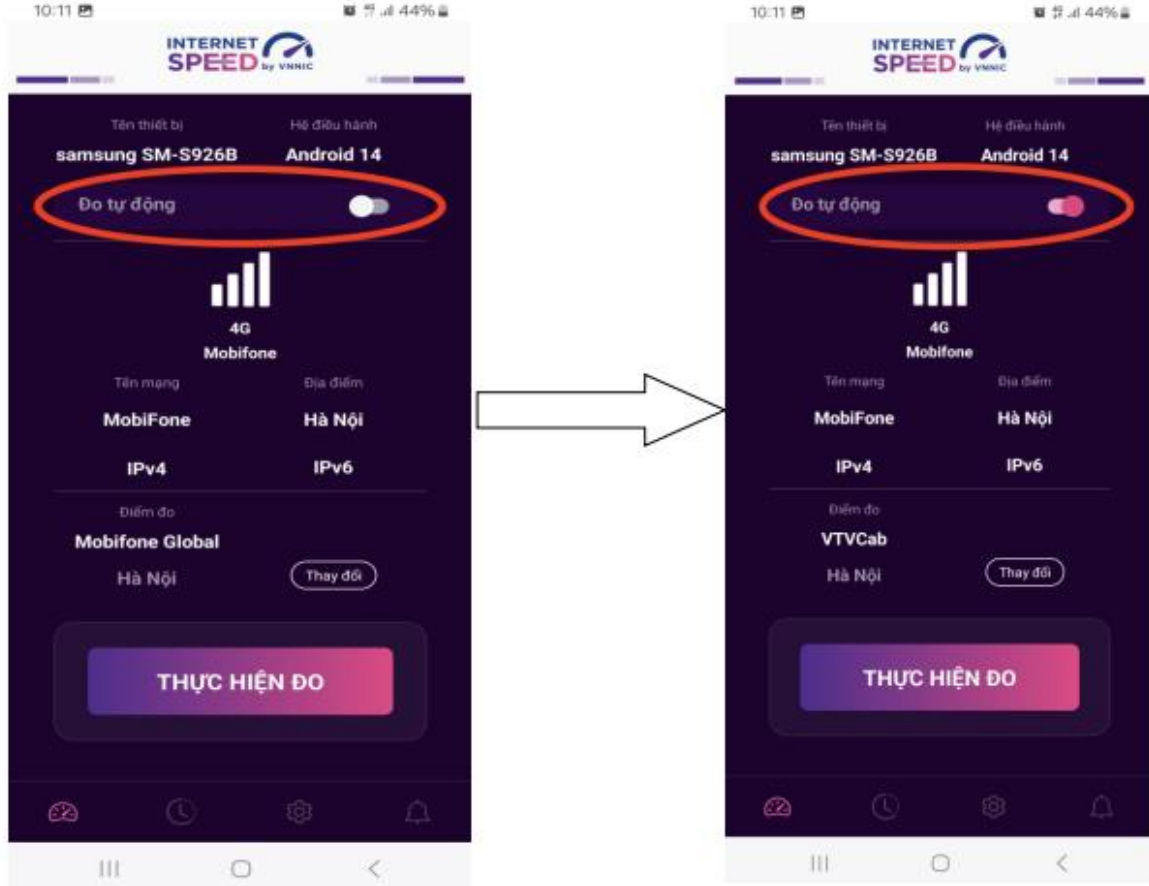 10:11 44%
INTERNET
SPEED by VNNIC
Tên thiết bị Hệ điều hành
samsung SM-S926B Android 14
Đo tự động
4G
Mobifone
Tên mạng Địa điểm
MobiFone Hà Nội
IPv4 IPv6
Điểm đo
Mobifone Global
Hà Nội Thay đổi
THỰC HIỆN ĐO
10:11 44%
INTERNET
SPEED by VNNIC
Tên thiết bị Hệ điều hành
samsung SM-S926B Android 14
Đo tự động
4G
Mobifone
Tên mạng Địa điểm
MobiFone Hà Nội
IPv4 IPv6
Điểm đo
VTVCab
Hà Nội Thay đổi
THỰC HIỆN ĐO